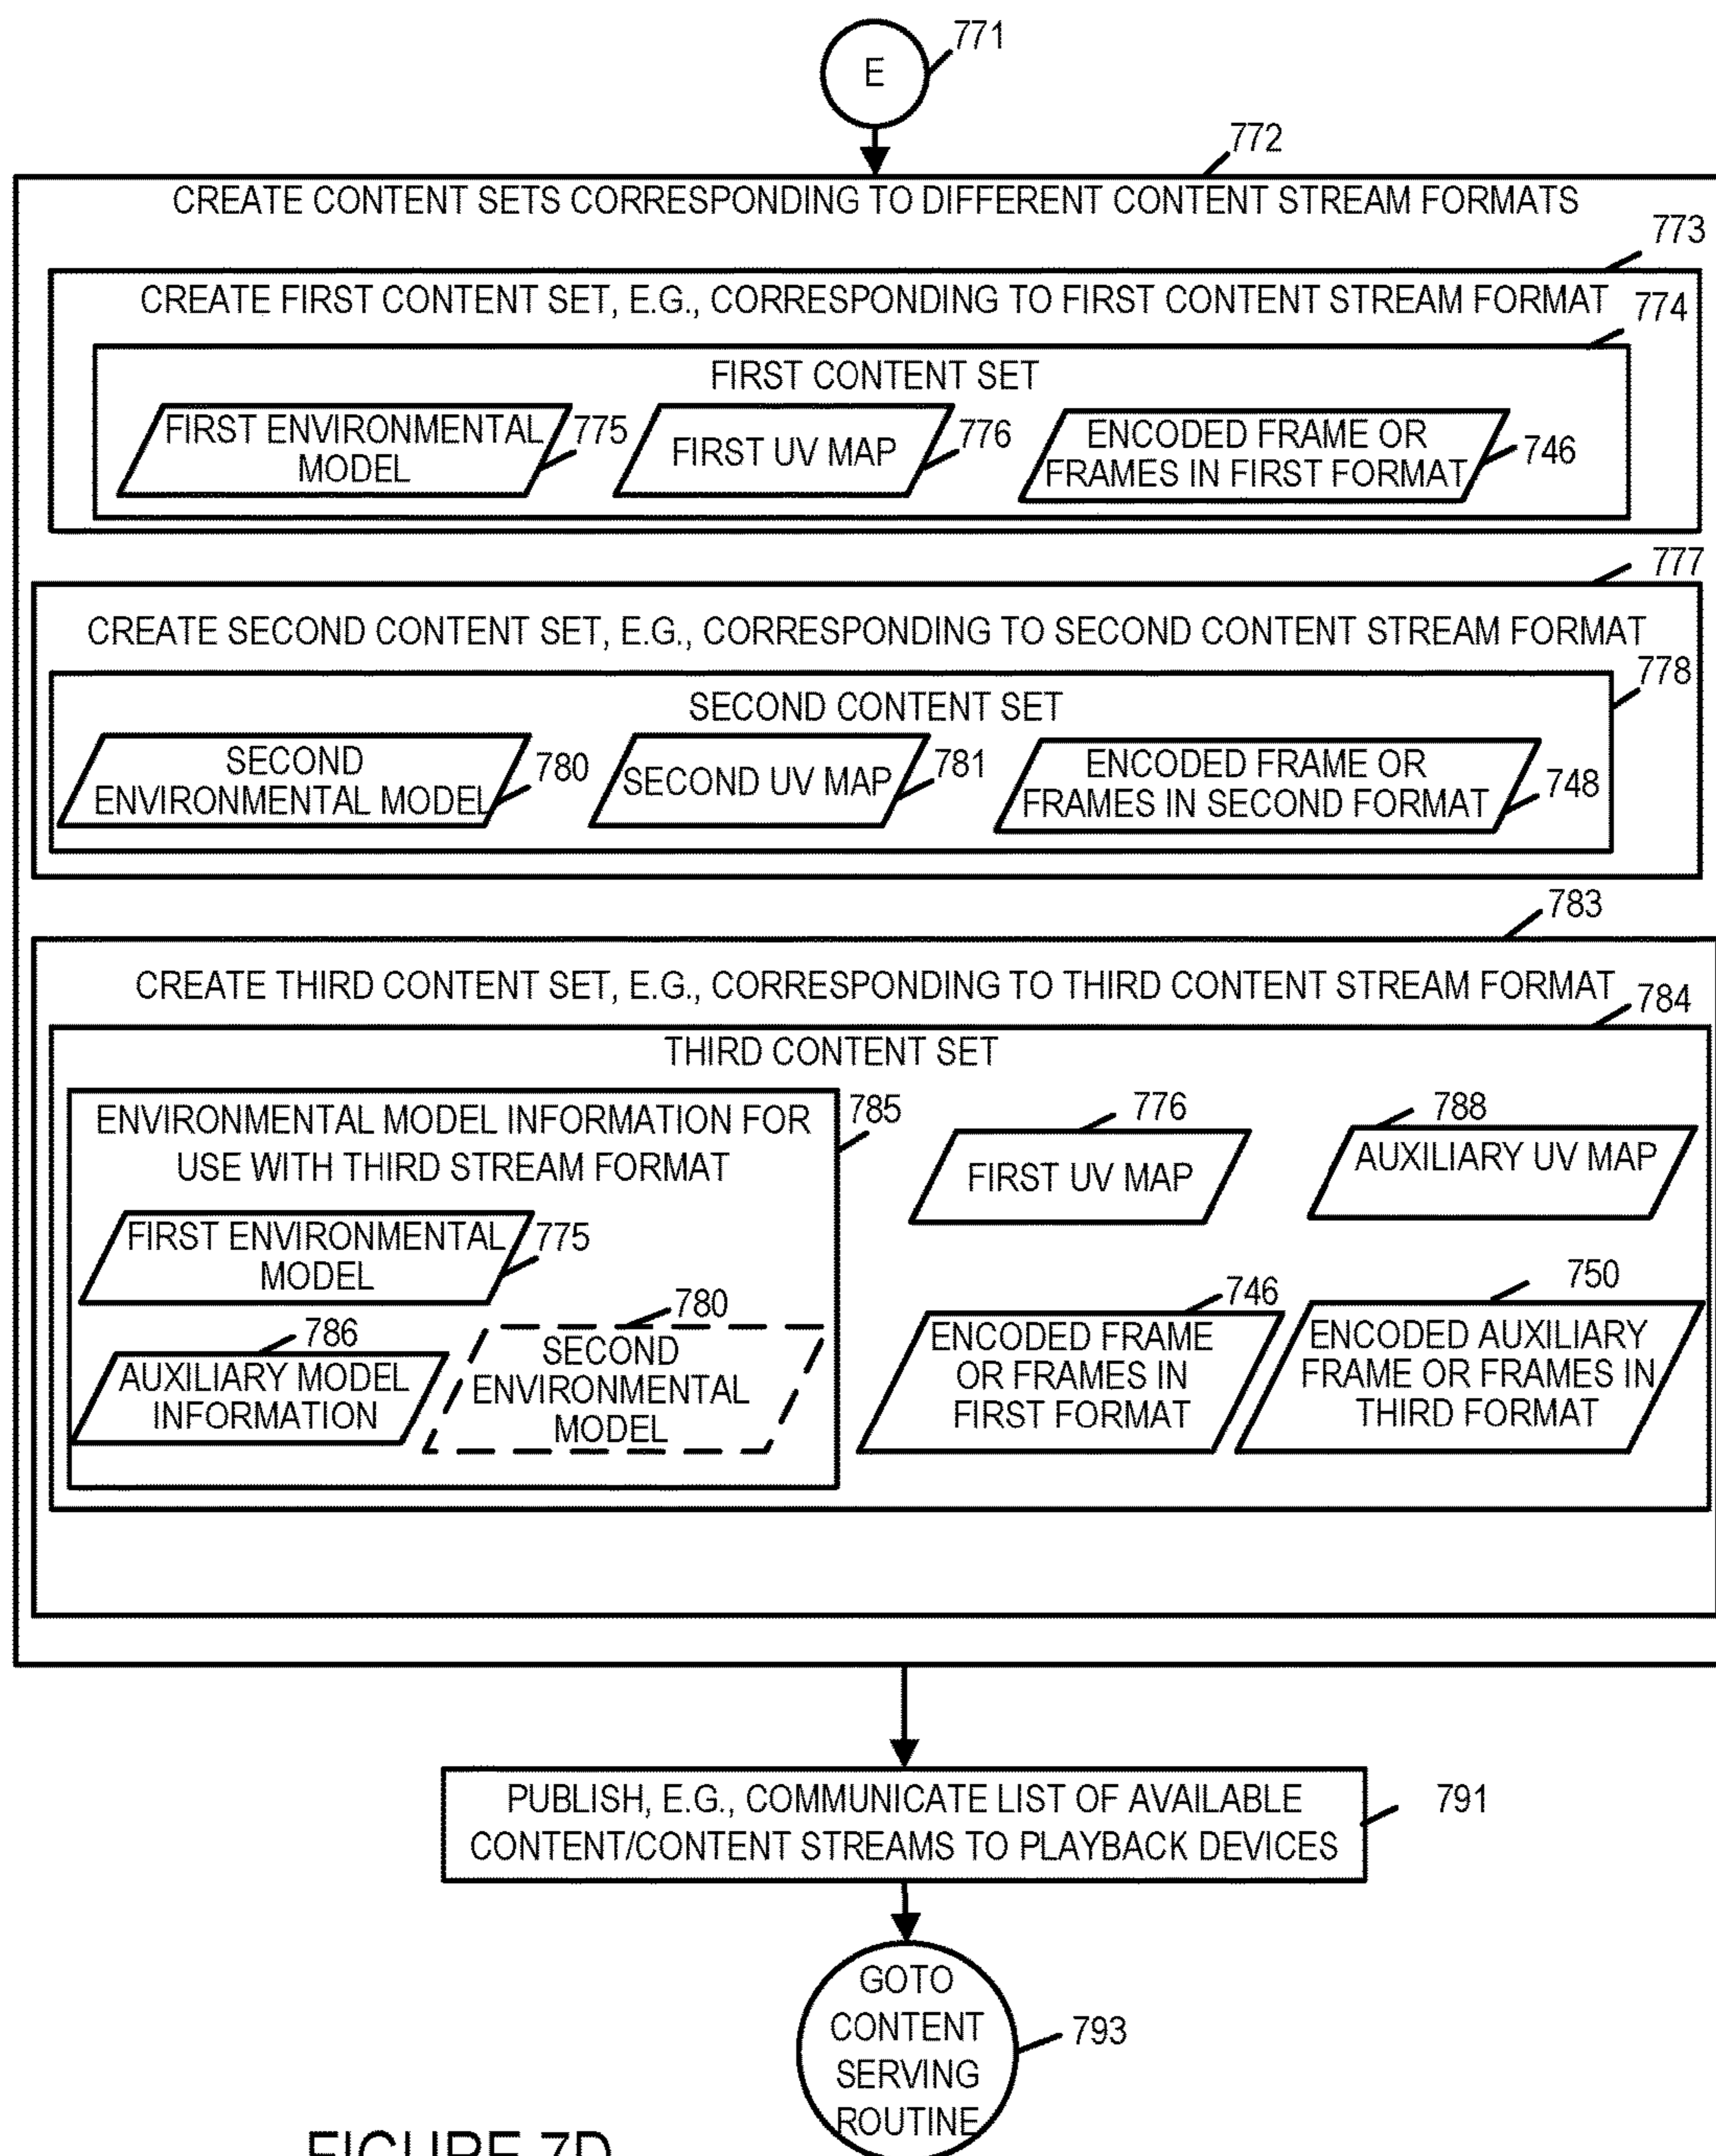 E
771
772
CREATE CONTENT SETS CORRESPONDING TO DIFFERENT CONTENT STREAM FORMATS
773
CREATE FIRST CONTENT SET, E.G., CORRESPONDING TO FIRST CONTENT STREAM FORMAT
774
FIRST CONTENT SET
FIRST ENVIRONMENTAL
MODEL
775
FIRST UV MAP
776
ENCODED FRAME OR
FRAMES IN FIRST FORMAT
746
777
CREATE SECOND CONTENT SET, E.G., CORRESPONDING TO SECOND CONTENT STREAM FORMAT
778
SECOND CONTENT SET
SECOND
ENVIRONMENTAL MODEL
780
SECOND UV MAP
781
ENCODED FRAME OR
FRAMES IN SECOND FORMAT
748
783
CREATE THIRD CONTENT SET, E.G., CORRESPONDING TO THIRD CONTENT STREAM FORMAT
784
THIRD CONTENT SET
ENVIRONMENTAL MODEL INFORMATION FOR
USE WITH THIRD STREAM FORMAT
785
FIRST ENVIRONMENTAL
MODEL
775
786
AUXILIARY MODEL
INFORMATION
780
SECOND
ENVIRONMENTAL
MODEL
776
FIRST UV MAP
788
AUXILIARY UV MAP
746
ENCODED FRAME
OR FRAMES IN
FIRST FORMAT
750
ENCODED AUXILIARY
FRAME OR FRAMES IN
THIRD FORMAT
PUBLISH, E.G., COMMUNICATE LIST OF AVAILABLE
CONTENT/CONTENT STREAMS TO PLAYBACK DEVICES
791
GOTO
CONTENT
SERVING
ROUTINE
793
FIGURE 7D